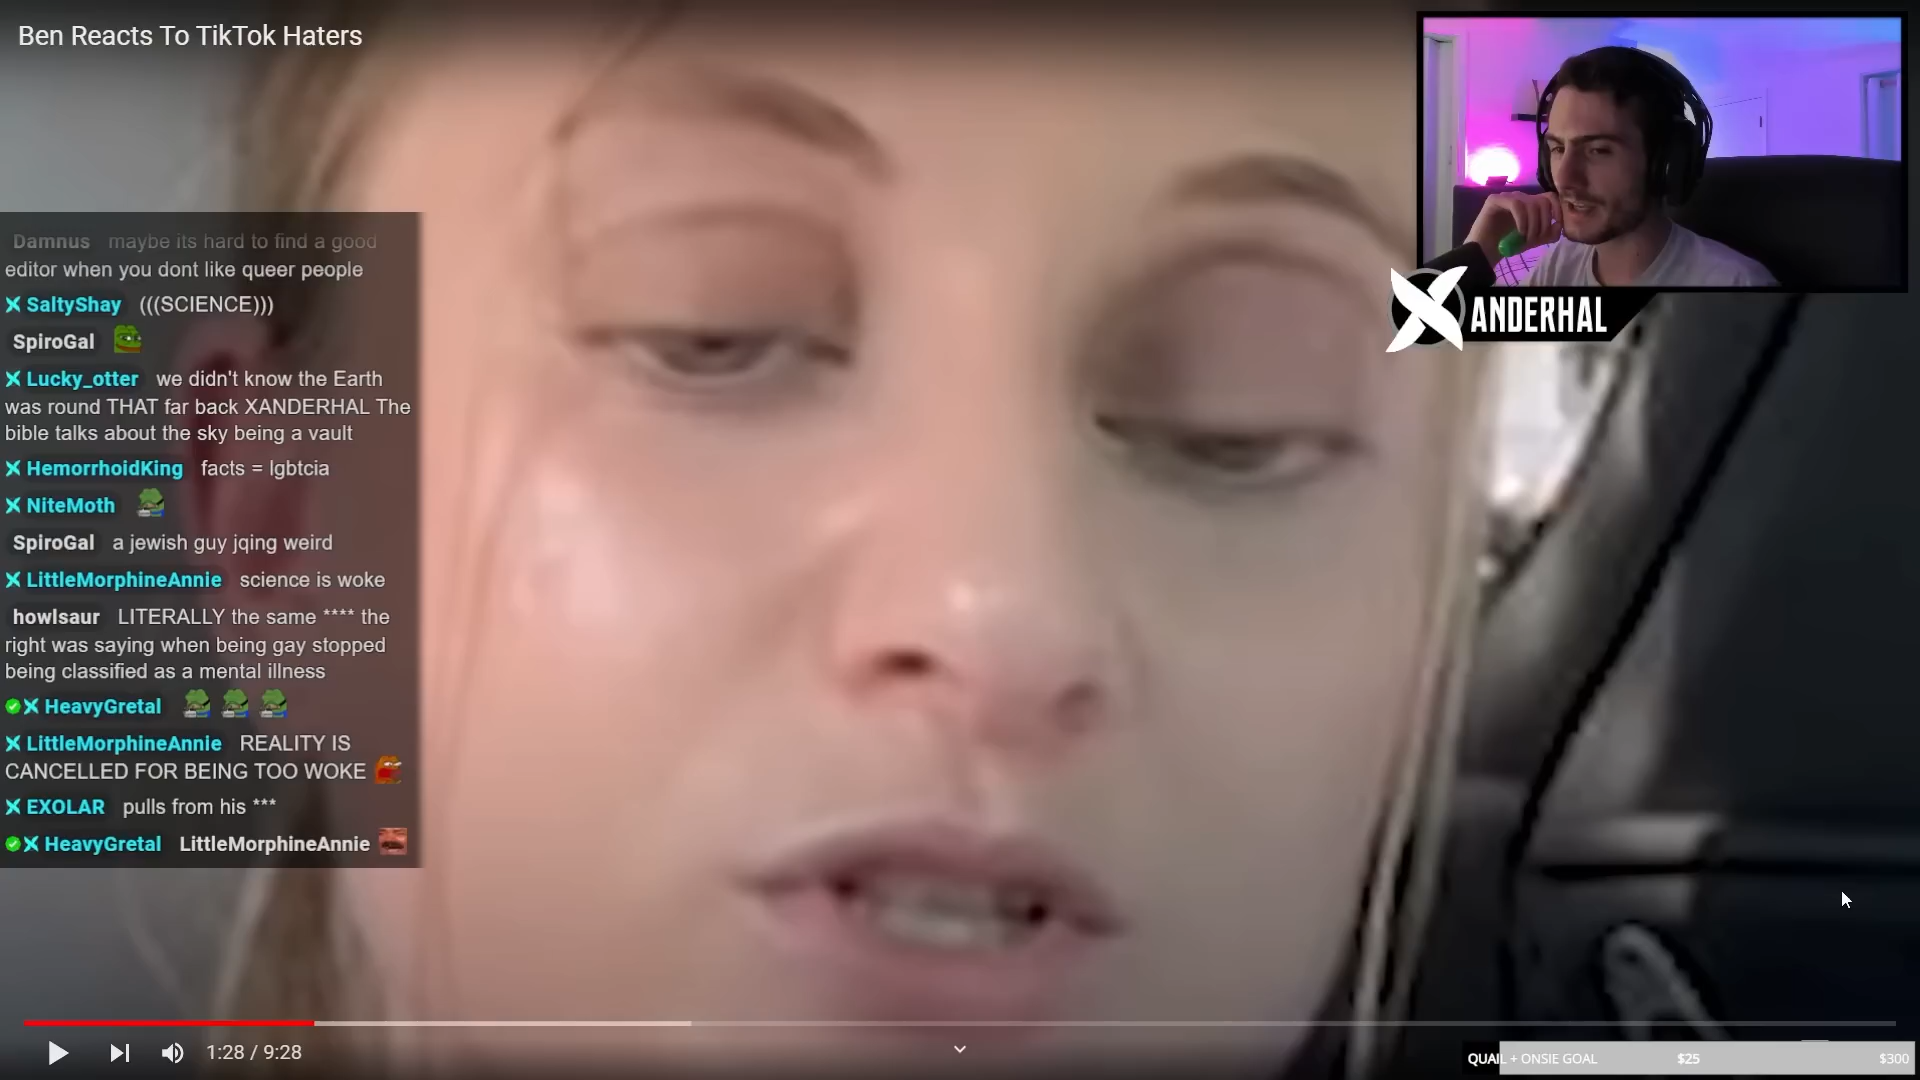 Ben Reacts To TikTok Haters
ANDERHAL
Damnus maybe its hard to find a good
editor when you dont like queer people
SaltyShay (((SCIENCE)))
SpiroGal
Lucky_otter we didn't know the Earth
was round THAT far back XANDERHAL The
bible talks about the sky being a vault
HemorrhoidKing facts = lgbtcia
NiteMoth
SpiroGal a jewish guy jqing weird
LittleMorphineAnnie science is woke
howlsaur LITERALLY the same **** the
right was saying when being gay stopped
being classified as a mental illness
HeavyGretal
LittleMorphineAnnie REALITY IS
CANCELLED FOR BEING TOO WOKE
EXOLAR pulls from his ***
HeavyGretal LittleMorphineAnnie
1:28 / 9:28
QUAIL + ONSIE GOAL $25 $300